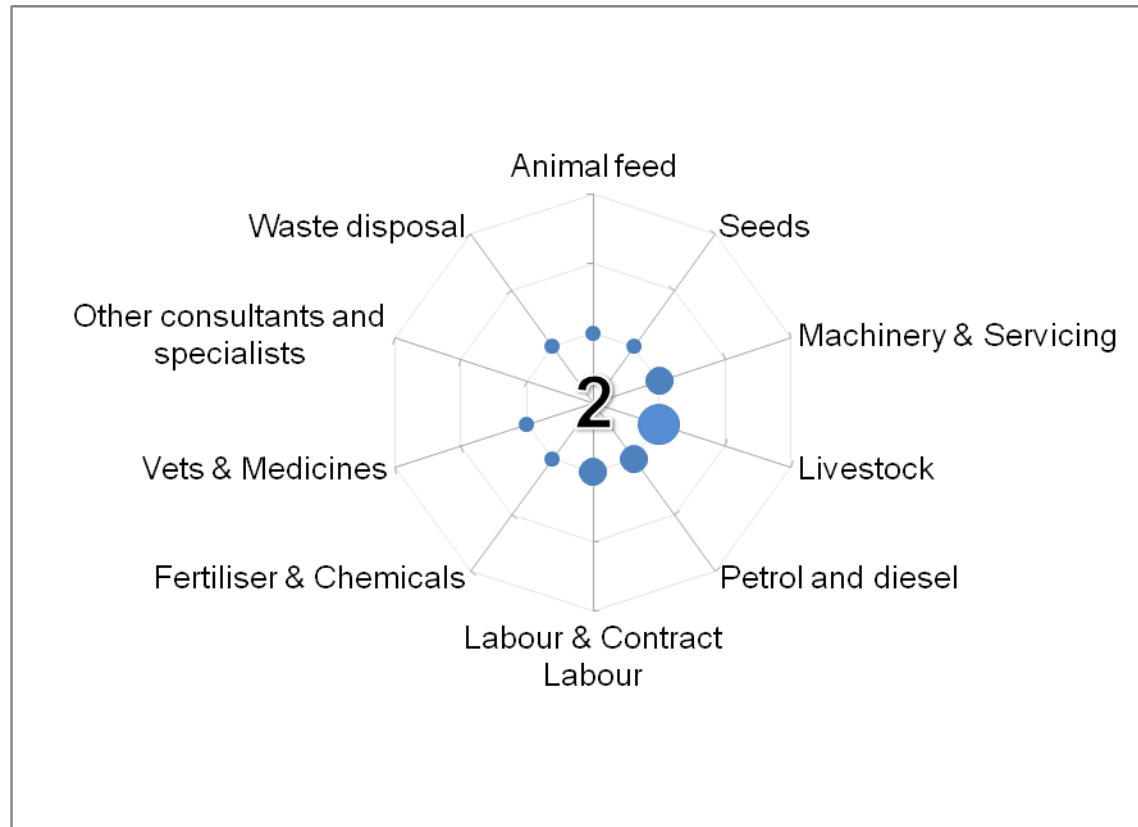 Animal feed
Waste disposal
Seeds
Other consultants and
specialists
Machinery & Servicing
2
Vets & Medicines
Livestock
Fertiliser & Chemicals
Petrol and diesel
Labour & Contract
Labour